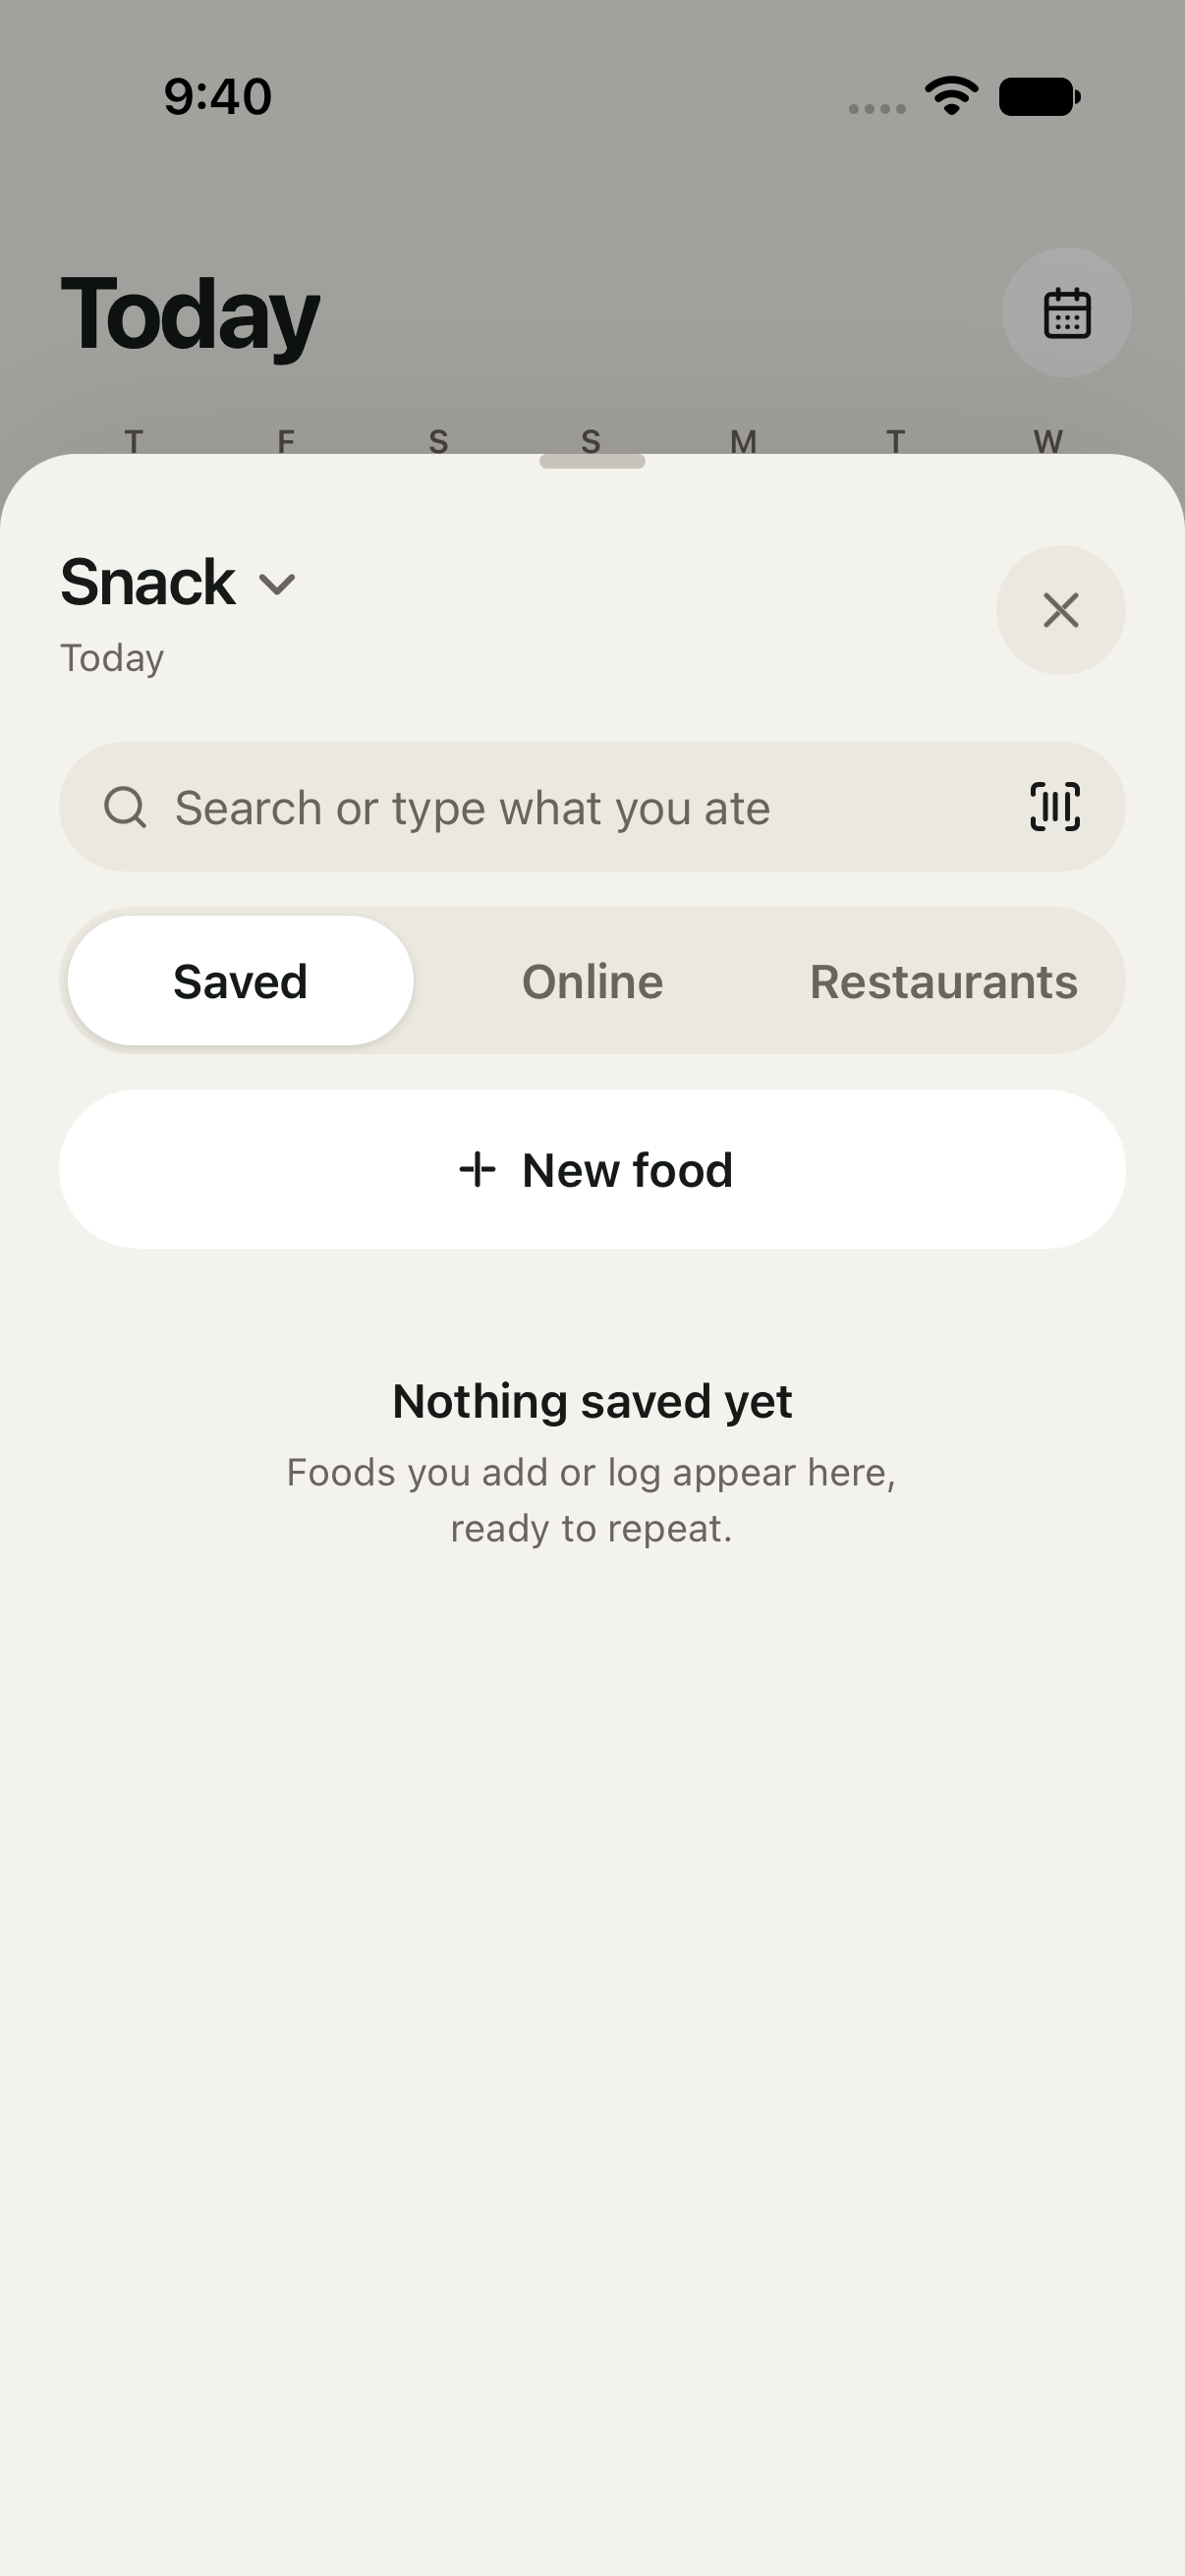 9:40
Today
T F S S M T W
Snack
Today
Search or type what you ate
Saved Online Restaurants
New food
Nothing saved yet
Foods you add or log appear here,
ready to repeat.